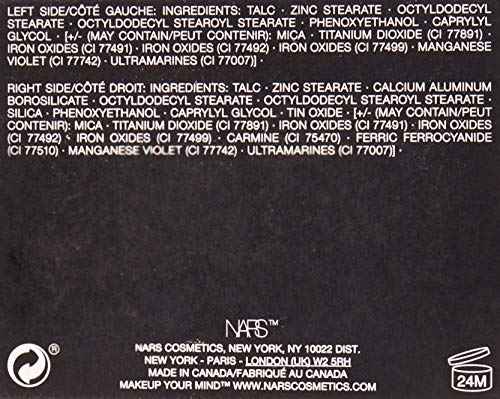 LEFT SIDE/CÔTÉ GAUCHE: INGREDIENTS: TALC · ZINC STEARATE · OCTYLDODECYL
STEARATE · OCTYLDODECYL STEAROYL STEARATE · PHENOXYETHANOL · CAPRYLYL
GLYCOL · [+/- (MAY CONTAIN/PEUT CONTENIR): MICA · TITANIUM DIOXIDE (CI 77891) ·
IRON OXIDES (CI 77491) · IRON OXIDES (CI 77492) · IRON OXIDES (CI 77499) · MANGANESE
VIOLET (CI 77742) · ULTRAMARINES (CI 77007)] ·
RIGHT SIDE/CÔTÉ DROIT: INGREDIENTS: TALC · ZINC STEARATE · CALCIUM ALUMINUM
BOROSILICATE · OCTYLDODECYL STEARATE · OCTYLDODECYL STEAROYL STEARATE ·
SILICA · PHENOXYETHANOL · CAPRYLYL GLYCOL · TIN OXIDE · [+/- (MAY CONTAIN/PEUT
CONTENIR): MICA · TITANIUM DIOXIDE (CI 77891) · IRON OXIDES (CI 77491) · IRON OXIDES
(CI 77492) · IRON OXIDES (CI 77499) · CARMINE (CI 75470) · FERRIC FERROCYANIDE
(CI 77510) · MANGANESE VIOLET (CI 77742) · ULTRAMARINES (CI 77007)] ·
NARS™
NARS COSMETICS, NEW YORK, NY 10022 DIST.
NEW YORK - PARIS - LONDON (UK) W2 5RH
MADE IN CANADA/FABRIQUÉ AU CANADA
MAKEUP YOUR MIND™ WWW.NARSCOSMETICS.COM
®
24M